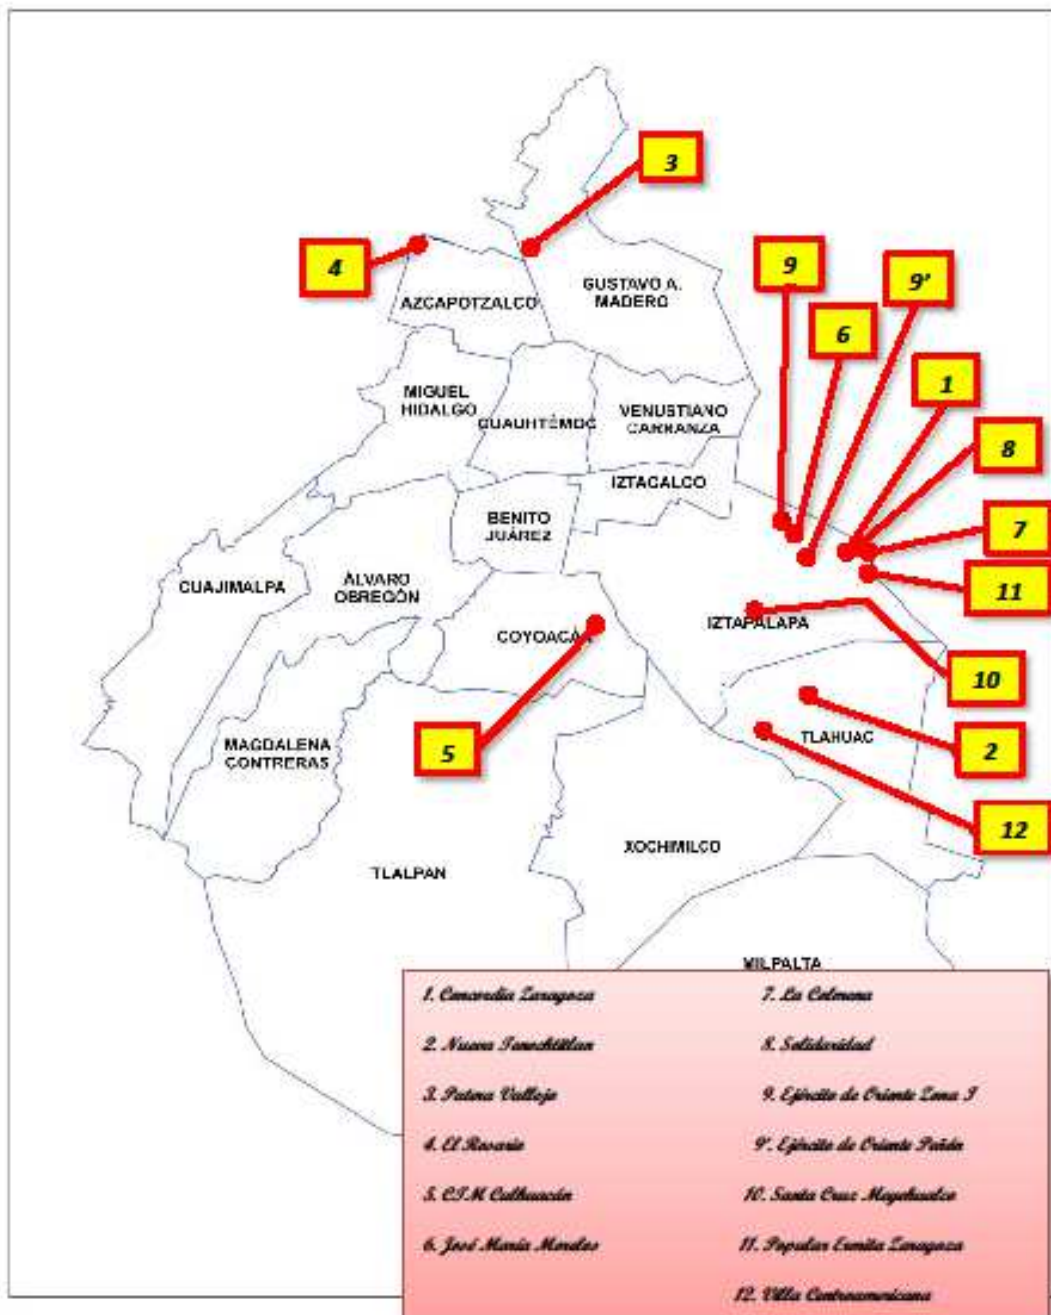 3
4
9
9'
GUSTAVO A.
MADERO
AZCAPOTZALCO
6
1
MIGUEL
HIDALGO
CUAUHTÉMOC
VENUSTIANO
CARRANZA
8
IZTACALCO
BENITO
JUÁREZ
7
CUAJIMALPA
ÁLVARO
OBREGÓN
11
COYOACÁN
IZTAPALAPA
10
MAGDALENA
CONTRERAS
5
TLAHUAC
2
12
XOCHIMILCO
TLALPAN
MILPALTA
1. Concordia Zaragoza
2. Nueva Tenochtitlan
3. Patera Vallejo
4. El Rosario
5. CTM Culhuacán
6. José María Morelos
7. La Colmena
8. Solidaridad
9. Ejército de Oriente Zona I
9'. Ejército de Oriente Peñón
10. Santa Cruz Meyehualco
11. Popular Ermita Zaragoza
12. Villa Centroamericana